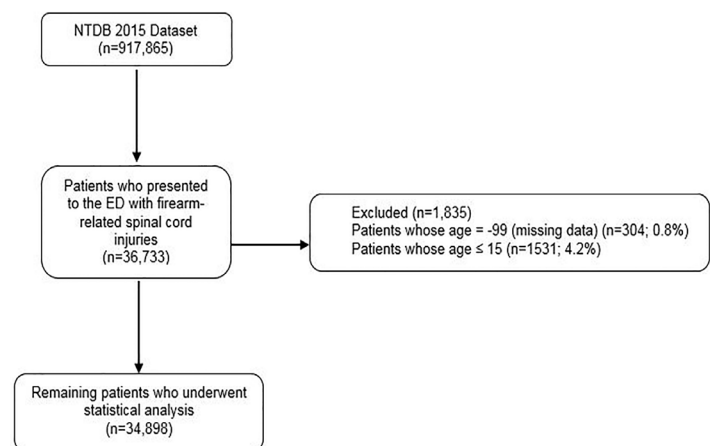 NTDB 2015 Dataset
(n=917,865)
Patients who presented
to the ED with firearm-
related spinal cord
injuries
(n=36,733)
Excluded (n=1,835)
Patients whose age = -99 (missing data) (n=304; 0.8%)
Patients whose age ≤ 15 (n=1531; 4.2%)
Remaining patients who underwent
statistical analysis
(n=34,898)